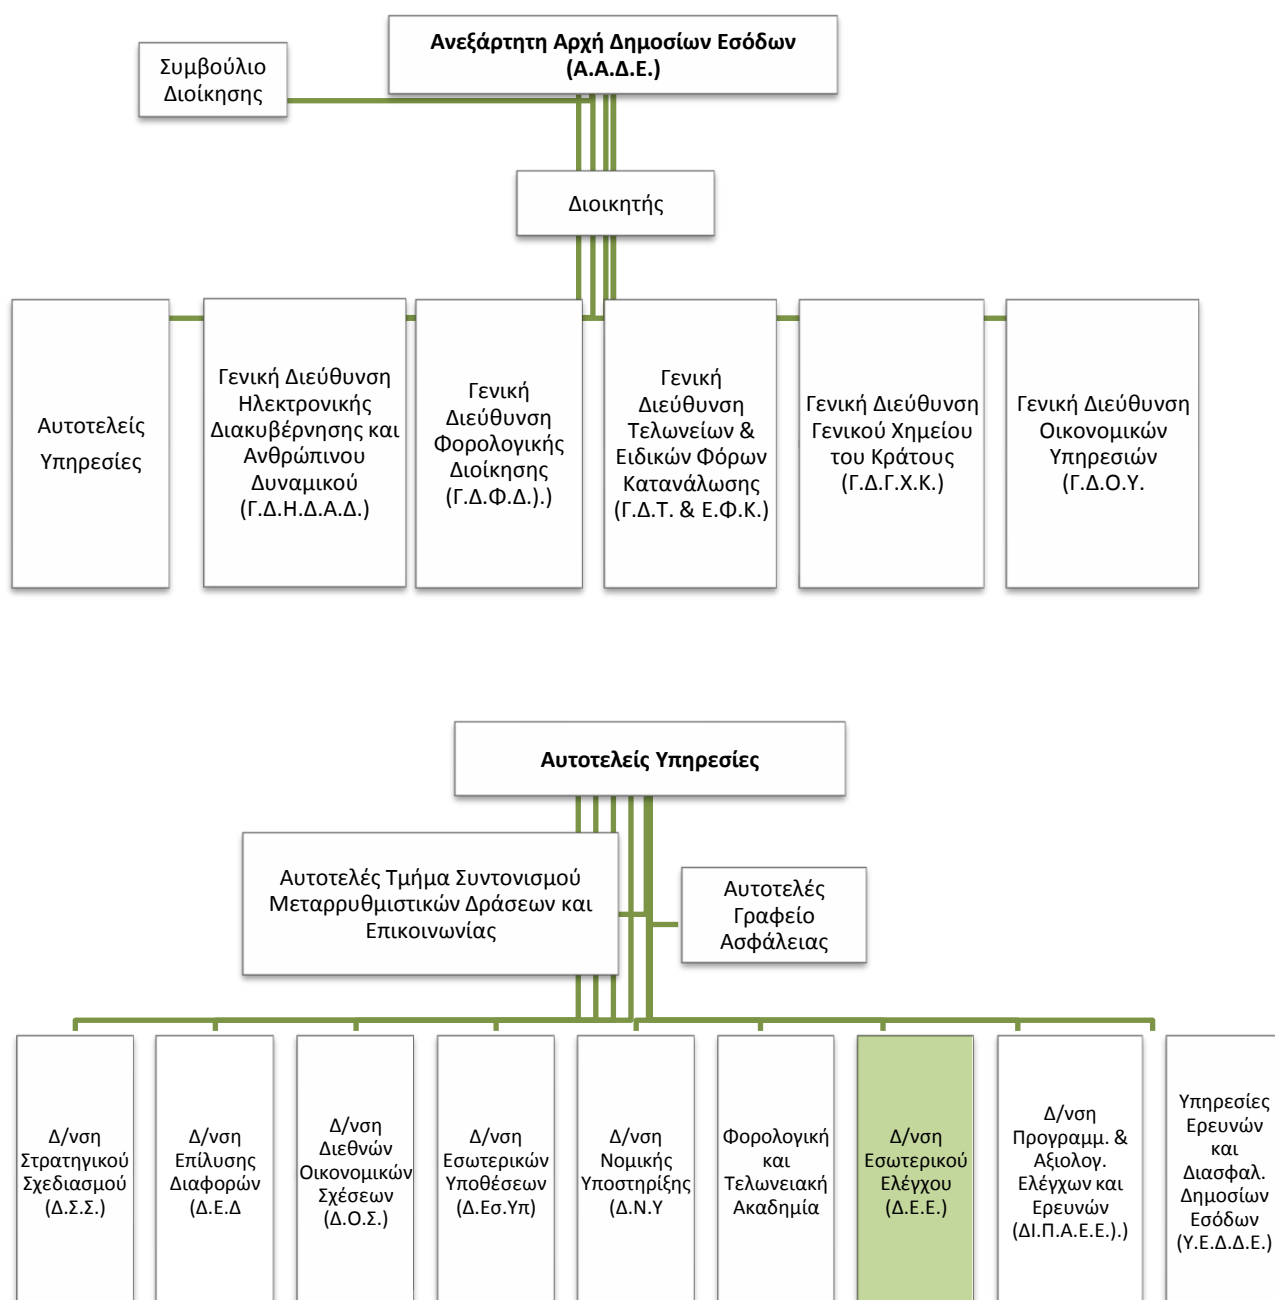 Ανεξάρτητη Αρχή Δημοσίων Εσόδων
(Α.Α.Δ.Ε.)
Συμβούλιο
Διοίκησης
Διοικητής
Αυτοτελείς
Υπηρεσίες
Γενική Διεύθυνση
Ηλεκτρονικής
Διακυβέρνησης και
Ανθρώπινου
Δυναμικού
(Γ.Δ.Η.Δ.Α.Δ.)
Γενική
Διεύθυνση
Φορολογικής
Διοίκησης
(Γ.Δ.Φ.Δ.).)
Γενική
Διεύθυνση
Τελωνείων &
Ειδικών Φόρων
Κατανάλωσης
(Γ.Δ.Τ. & Ε.Φ.Κ.)
Γενική Διεύθυνση
Γενικού Χημείου
του Κράτους
(Γ.Δ.Γ.Χ.Κ.)
Γενική Διεύθυνση
Οικονομικών
Υπηρεσιών
(Γ.Δ.Ο.Υ.
Αυτοτελείς Υπηρεσίες
Αυτοτελές Τμήμα Συντονισμού
Μεταρρυθμιστικών Δράσεων και
Επικοινωνίας
Αυτοτελές
Γραφείο
Ασφάλειας
Δ/νση
Στρατηγικού
Σχεδιασμού
(Δ.Σ.Σ.)
Δ/νση
Επίλυσης
Διαφορών
(Δ.Ε.Δ
Δ/νση
Διεθνών
Οικονομικών
Σχέσεων
(Δ.Ο.Σ.)
Δ/νση
Εσωτερικών
Υποθέσεων
(Δ.Εσ.Υπ)
Δ/νση
Νομικής
Υποστηρίξης
(Δ.Ν.Υ
Φορολογική
και
Τελωνειακή
Ακαδημία
Δ/νση
Εσωτερικού
Ελέγχου
(Δ.Ε.Ε.)
Δ/νση
Προγραμμ. &
Αξιολογ.
Ελέγχων και
Ερευνών
(ΔΙ.Π.Α.Ε.Ε.).)
Υπηρεσίες
Ερευνών
και
Διασφαλ.
Δημοσίων
Εσόδων
(Υ.Ε.Δ.Δ.Ε.)